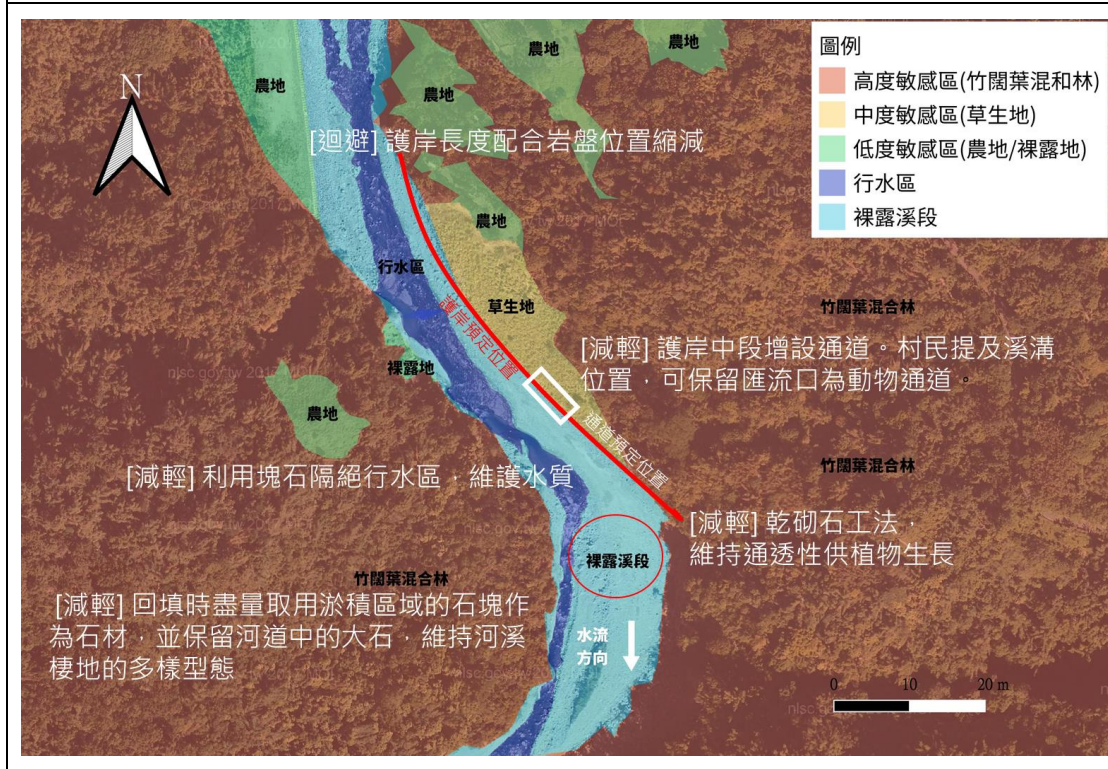 N
農地
農地
農地
農地
圖例
高度敏感區(竹闊葉混和林)
中度敏感區(草生地)
低度敏感區(農地/裸露地)
行水區
裸露溪段
[迴避] 護岸長度配合岩盤位置縮減
農地
行水區
草生地
護岸預定位置
竹闊葉混合林
[減輕] 護岸中段增設通道。村民提及溪溝
位置，可保留匯流口為動物通道。
裸露地
農地
通道預定位置
[減輕] 利用塊石隔絕行水區，維護水質
竹闊葉混合林
[減輕] 乾砌石工法，
維持通透性供植物生長
裸露溪段
竹闊葉混合林
[減輕] 回填時盡量取用淤積區域的石塊作
為石材，並保留河道中的大石，維持河溪
棲地的多樣型態
水流
方向
0 10 20 m